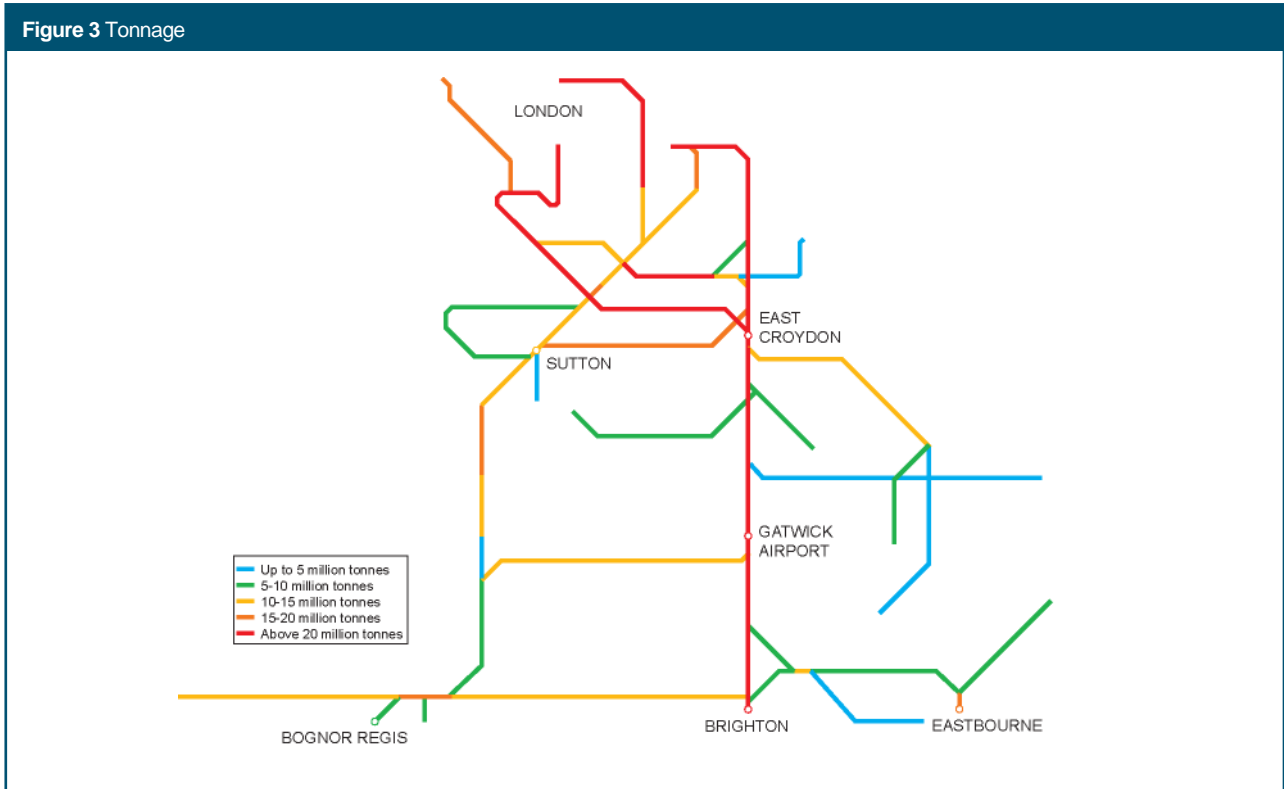 Figure 3 Tonnage
LONDON
EAST
CROYDON
SUTTON
GATWICK
AIRPORT
Up to 5 million tonnes
5-10 million tonnes
10-15 million tonnes
15-20 million tonnes
Above 20 million tonnes
BOGNOR REGIS
BRIGHTON
EASTBOURNE